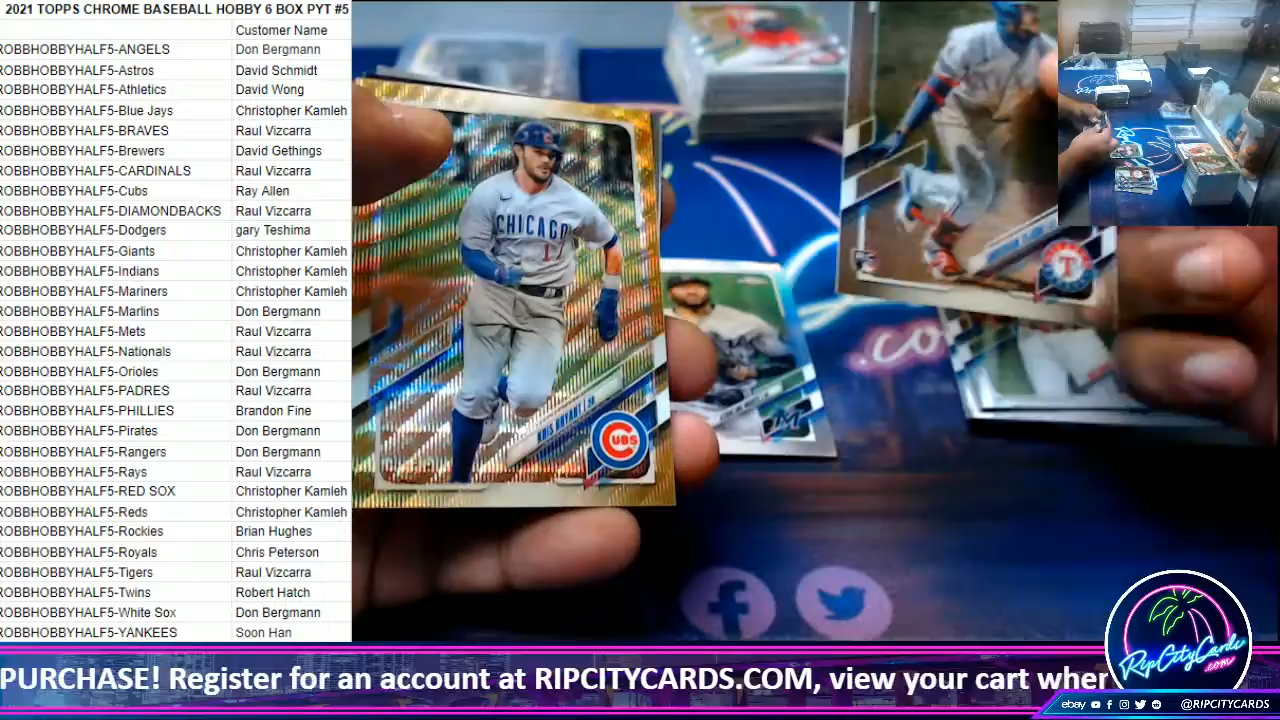 2021 TOPPS CHROME BASEBALL HOBBY 6 BOX PYT #5
Customer Name
ROBBHOBBYHALF5-ANGELS Don Bergmann
ROBBHOBBYHALF5-Astros David Schmidt
ROBBHOBBYHALF5-Athletics David Wong
ROBBHOBBYHALF5-Blue Jays Christopher Kamleh
ROBBHOBBYHALF5-BRAVES Raul Vizcarra
ROBBHOBBYHALF5-Brewers David Gethings
ROBBHOBBYHALF5-CARDINALS Raul Vizcarra
ROBBHOBBYHALF5-Cubs Ray Allen
ROBBHOBBYHALF5-DIAMONDBACKS Raul Vizcarra
ROBBHOBBYHALF5-Dodgers gary Teshima
ROBBHOBBYHALF5-Giants Christopher Kamleh
ROBBHOBBYHALF5-Indians Christopher Kamleh
ROBBHOBBYHALF5-Mariners Christopher Kamleh
ROBBHOBBYHALF5-Marlins Don Bergmann
ROBBHOBBYHALF5-Mets Raul Vizcarra
ROBBHOBBYHALF5-Nationals Raul Vizcarra
ROBBHOBBYHALF5-Orioles Don Bergmann
ROBBHOBBYHALF5-PADRES Raul Vizcarra
ROBBHOBBYHALF5-PHILLIES Brandon Fine
ROBBHOBBYHALF5-Pirates Don Bergmann
ROBBHOBBYHALF5-Rangers Don Bergmann
ROBBHOBBYHALF5-Rays Raul Vizcarra
ROBBHOBBYHALF5-RED SOX Christopher Kamleh
ROBBHOBBYHALF5-Reds Christopher Kamleh
ROBBHOBBYHALF5-Rockies Brian Hughes
ROBBHOBBYHALF5-Royals Chris Peterson
ROBBHOBBYHALF5-Tigers Raul Vizcarra
ROBBHOBBYHALF5-Twins Robert Hatch
ROBBHOBBYHALF5-White Sox Don Bergmann
ROBBHOBBYHALF5-YANKEES Soon Han
CHICAGO
KRIS BRYANT
CUBS
T
.co
PURCHASE! Register for an account at RIPCITYCARDS.COM, view your cart wher
RipCityCards
.com
ebay @RIPCITYCARDS